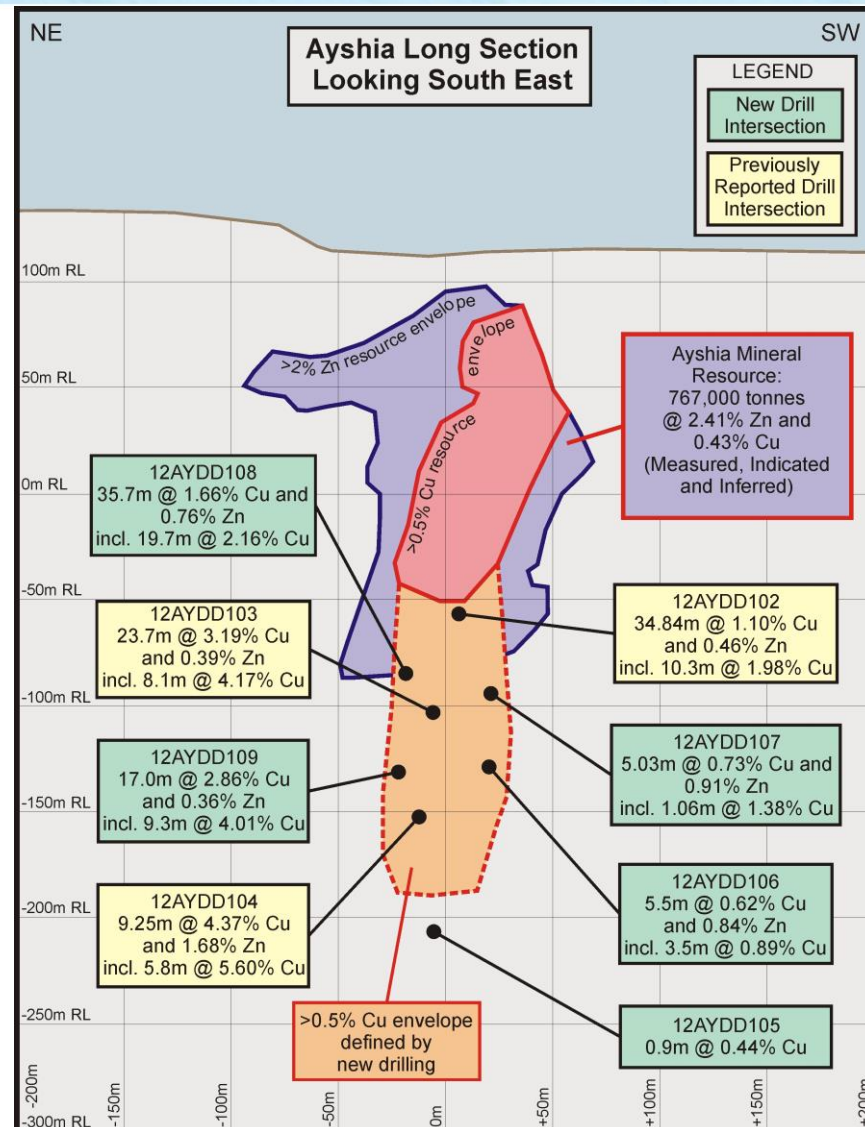 NE
Ayshia Long Section
Looking South East
SW
LEGEND
New Drill
Intersection
Previously
Reported Drill
Intersection
100m RL
50m RL
0m RL
-50m RL
-100m RL
-150m RL
-200m RL
-250m RL
-300m RL
>2% Zn resource envelope
>0.5% Cu resource
envelope
Ayshia Mineral
Resource:
767,000 tonnes
@ 2.41% Zn and
0.43% Cu
(Measured, Indicated
and Inferred)
12AYDD108
35.7m @ 1.66% Cu and
0.76% Zn
incl. 19.7m @ 2.16% Cu
12AYDD103
23.7m @ 3.19% Cu
and 0.39% Zn
incl. 8.1m @ 4.17% Cu
12AYDD109
17.0m @ 2.86% Cu
and 0.36% Zn
incl. 9.3m @ 4.01% Cu
12AYDD104
9.25m @ 4.37% Cu
and 1.68% Zn
incl. 5.8m @ 5.60% Cu
12AYDD102
34.84m @ 1.10% Cu
and 0.46% Zn
incl. 10.3m @ 1.98% Cu
12AYDD107
5.03m @ 0.73% Cu and
0.91% Zn
incl. 1.06m @ 1.38% Cu
12AYDD106
5.5m @ 0.62% Cu
and 0.84% Zn
incl. 3.5m @ 0.89% Cu
12AYDD105
0.9m @ 0.44% Cu
>0.5% Cu envelope
defined by
new drilling
-200m
-150m
-100m
-50m
0m
+50m
+100m
+150m
+200m